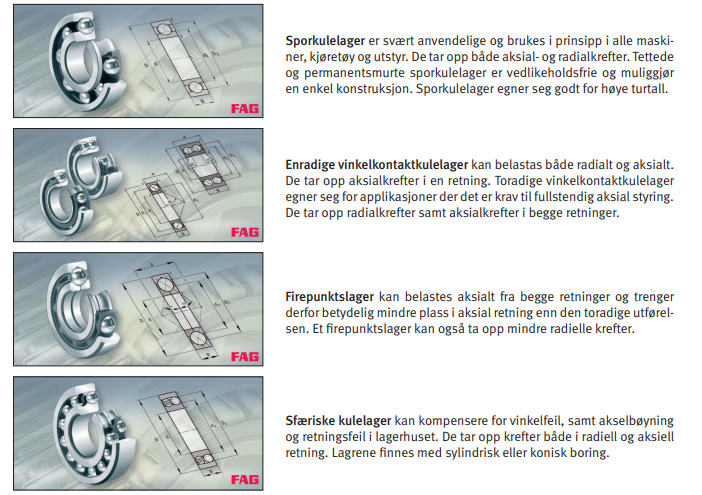 Sporkulelager er svært anvendelige og brukes i prinsipp i alle maski-
ner, kjøretøy og utstyr. De tar opp både aksial- og radialkrefter. Tettede
og permanentsmurte sporkulelager er vedlikeholdsfrie og muliggjør
en enkel konstruksjon. Sporkulelager egner seg godt for høye turtall.
FAG
Enradige vinkelkontaktkulelager kan belastas både radialt og aksialt.
De tar opp aksialkrefter i en retning. Toradige vinkelkontaktkulelager
egner seg for applikasjoner der det er krav til fullstendig aksial styring.
De tar opp radialkrefter samt aksialkrefter i begge retninger.
FAG
Firepunktslager kan belastes aksialt fra begge retninger og trenger
derfor betydelig mindre plass i aksial retning enn den toradige utførel-
sen. Et firepunktslager kan også ta opp mindre radielle krefter.
FAG
Sfæriske kulelager kan kompensere for vinkelfeil, samt akselbøyning
og retningsfeil i lagerhuset. De tar opp krefter både i radiell og aksiell
retning. Lagrene finnes med sylindrisk eller konisk boring.
FAG